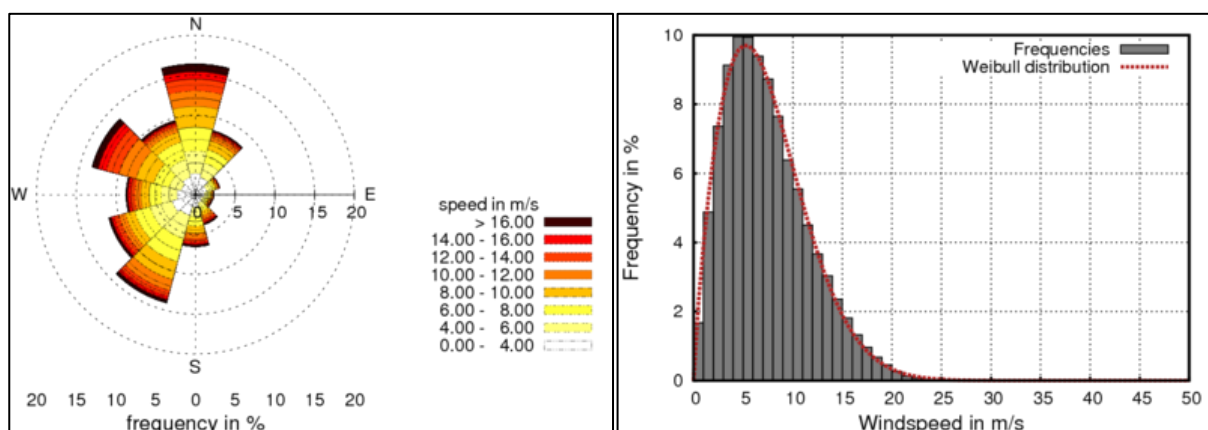 N
W
E
S
0 5 10 15 20
20 15 10 5 0 5 10 15 20
frequency in %
speed in m/s
> 16.00
14.00 - 16.00
12.00 - 14.00
10.00 - 12.00
8.00 - 10.00
6.00 - 8.00
4.00 - 6.00
0.00 - 4.00
Frequency in %
10
8
6
4
2
0
Frequencies
Weibull distribution
0 5 10 15 20 25 30 35 40 45 50
Windspeed in m/s